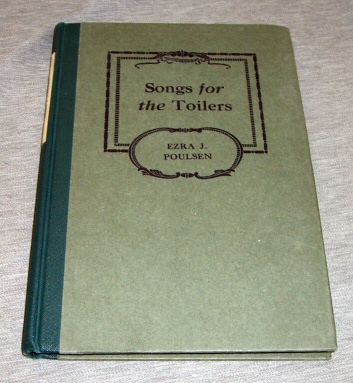 Songs for
the Toilers
EZRA J.
POULSEN